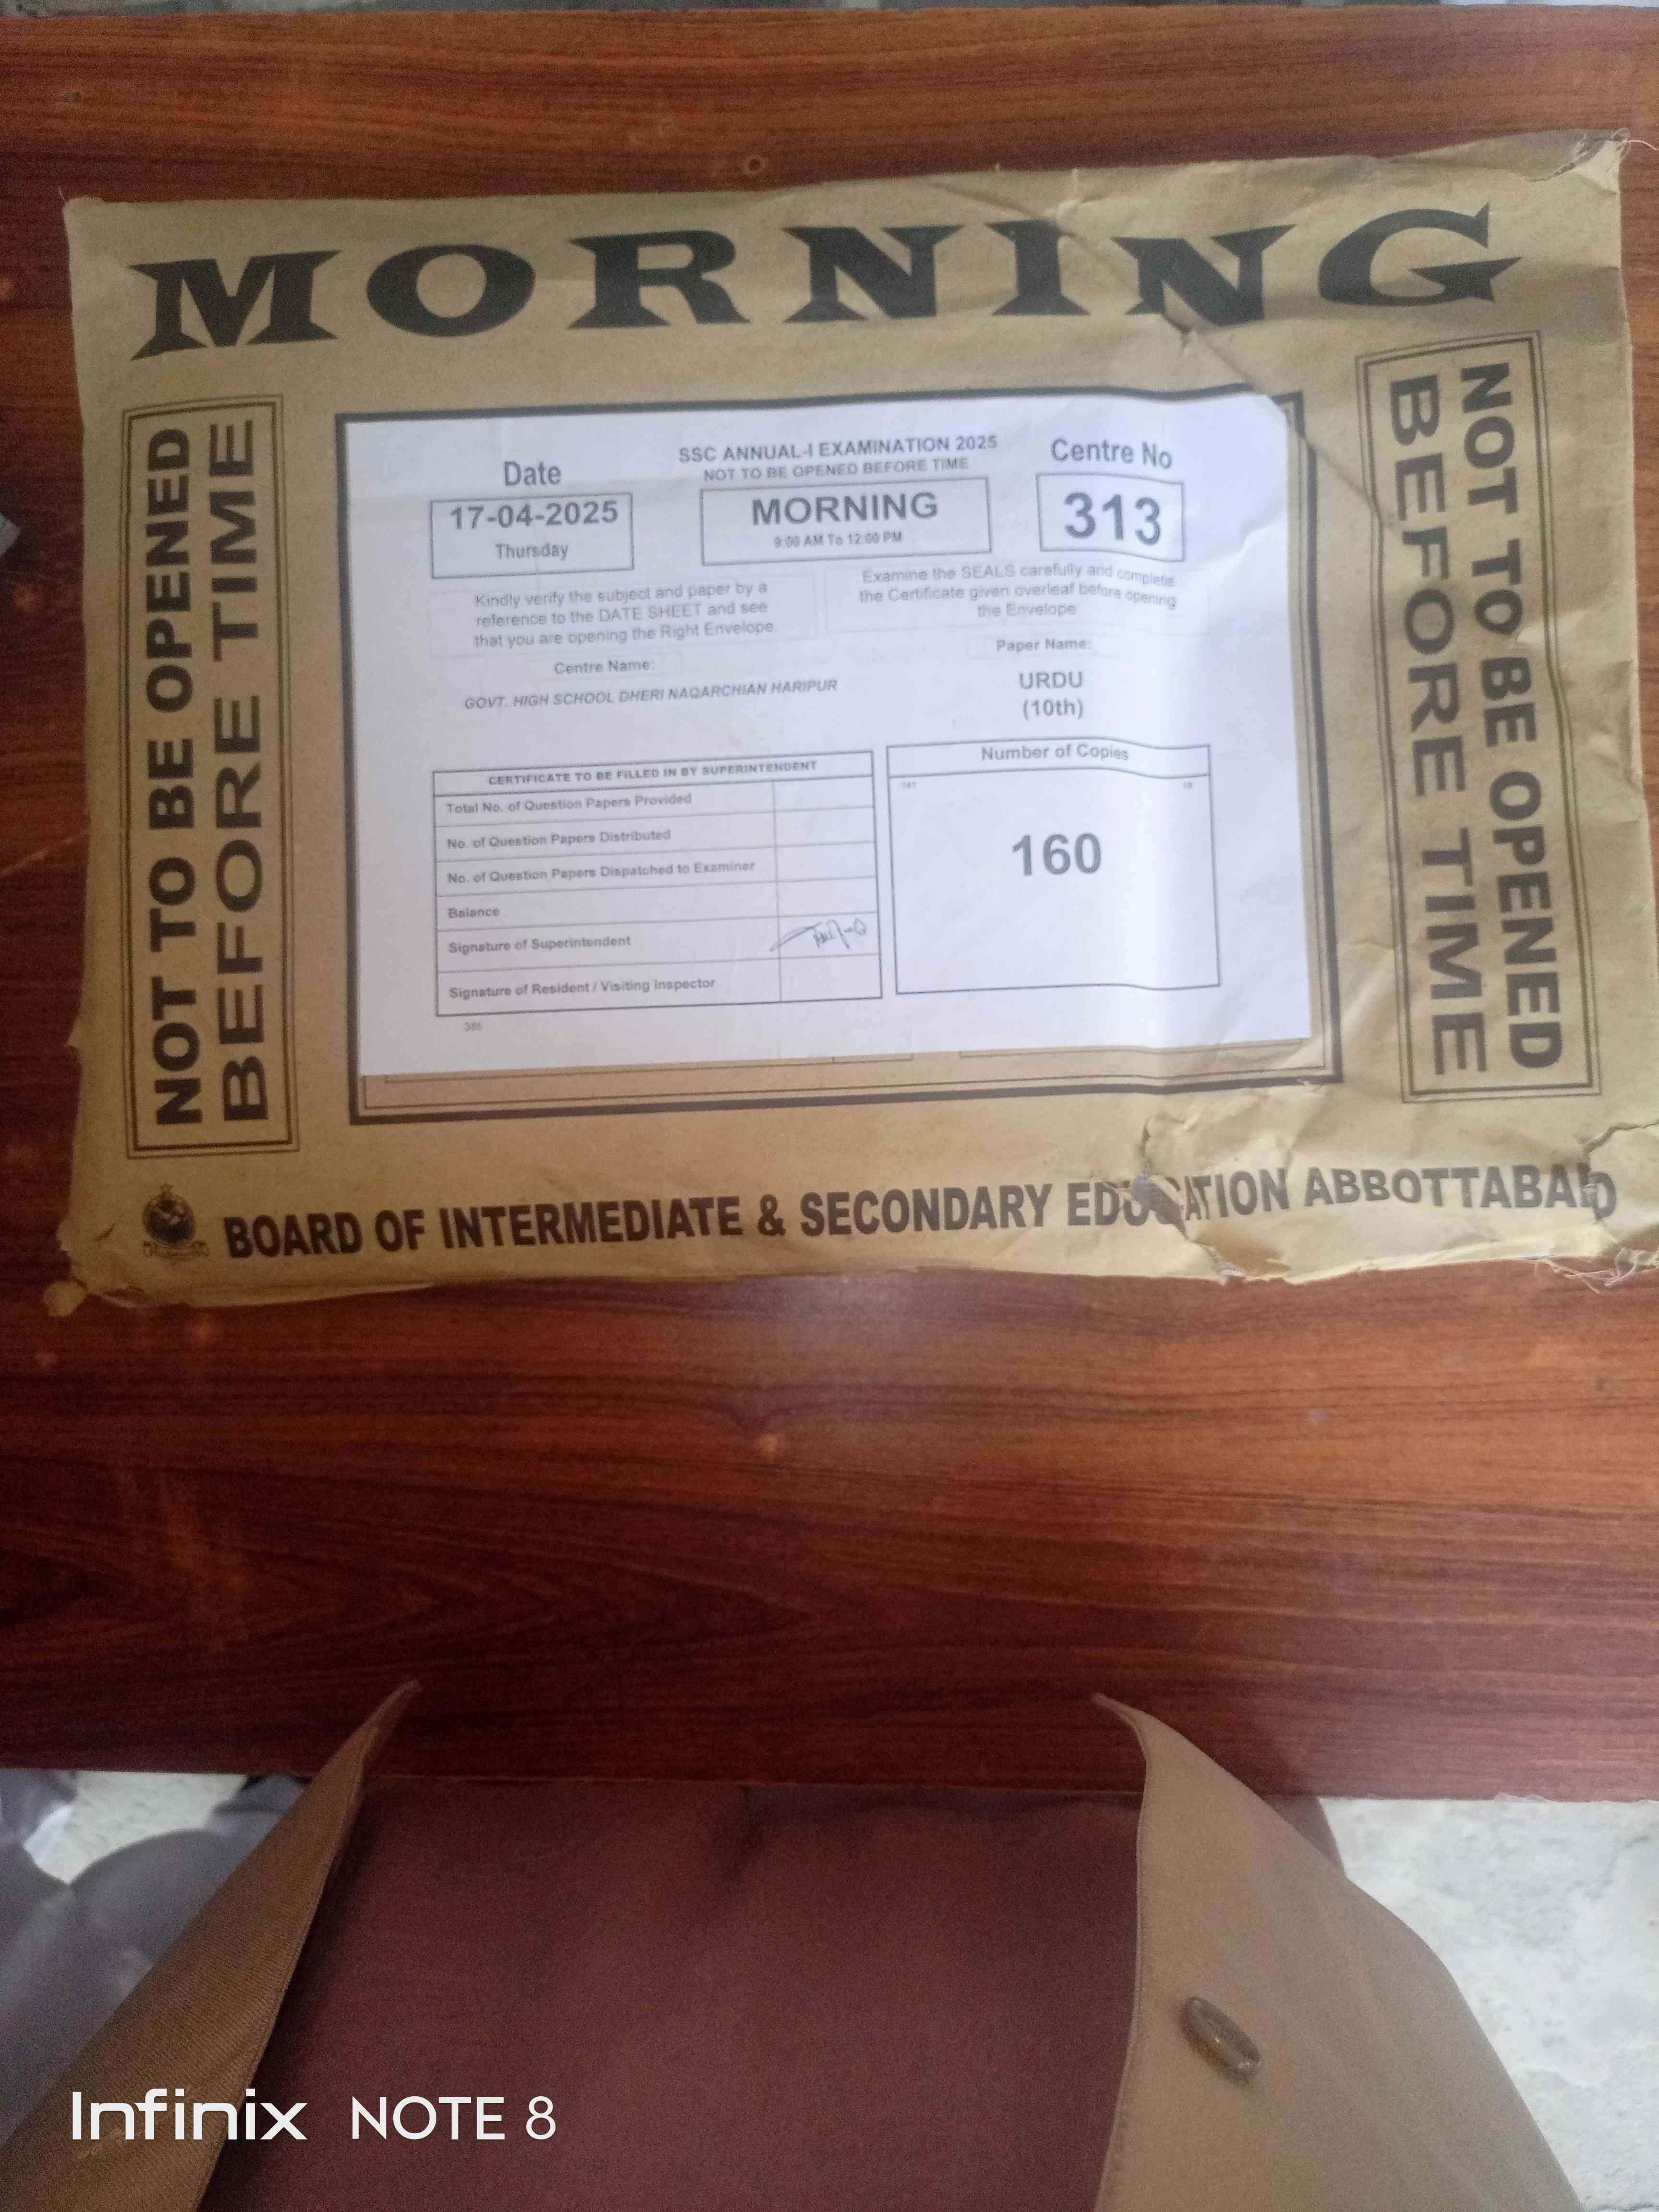 MORNING
NOT TO BE OPENED
BEFORE TIME
Date
17-04-2025
Thursday
SSC ANNUAL-I EXAMINATION 2025
NOT TO BE OPENED BEFORE TIME
MORNING
9:00 AM To 12:00 PM
Centre No
313
Kindly verify the subject and paper by a
reference to the DATE SHEET and see
that you are opening the Right Envelope.
Examine the SEALS carefully and complete
the Certificate given overleaf before opening
the Envelope
Centre Name:
GOVT. HIGH SCHOOL DHERI NAQARCHIAN HARIPUR
Paper Name:
URDU
(10th)
CERTIFICATE TO BE FILLED IN BY SUPERINTENDENT
Total No. of Question Papers Provided
No. of Question Papers Distributed
No. of Question Papers Dispatched to Examiner
Balance
Signature of Superintendent
Signature of Resident / Visiting Inspector
Number of Copies
160
NOT TO BE OPENED
BEFORE TIME
BOARD OF INTERMEDIATE & SECONDARY EDUCATION ABBOTTABAD
Infinix NOTE 8